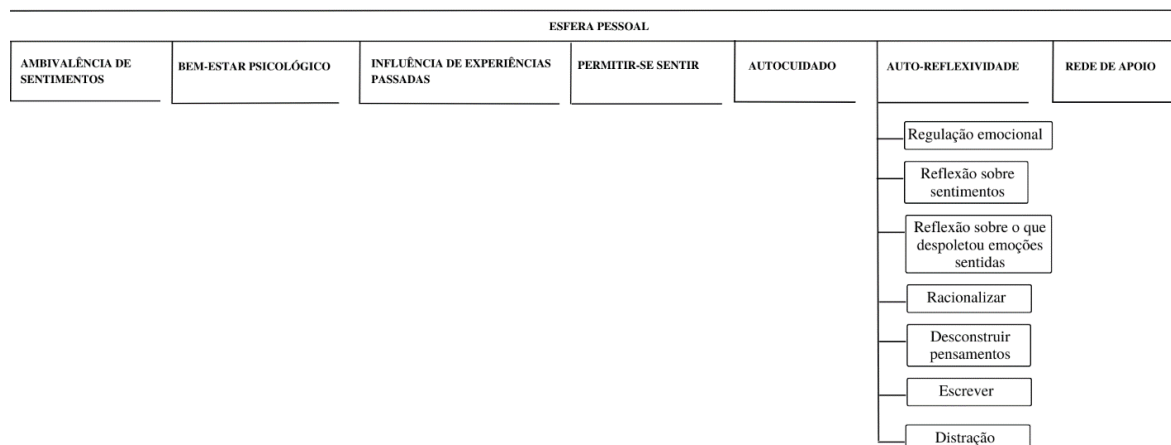 ESFERA PESSOAL
AMBIVALÊNCIA DE
SENTIMENTOS
BEM-ESTAR PSICOLÓGICO
INFLUÊNCIA DE EXPERIÊNCIAS
PASSADAS
PERMITIR-SE SENTIR
AUTOCUIDADO
AUTO-REFLEXIVIDADE
REDE DE APOIO
Regulação emocional
Reflexão sobre
sentimentos
Reflexão sobre o que
despoletou emoções
sentidas
Racionalizar
Desconstruir
pensamentos
Escrever
Distração